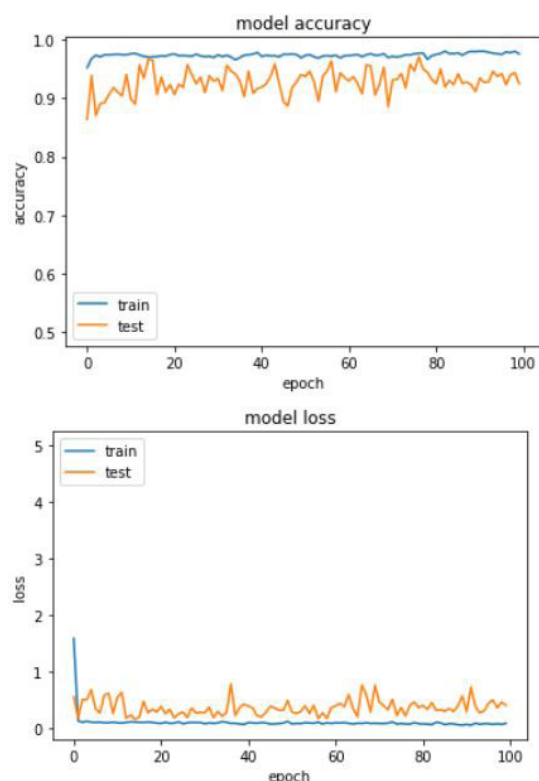 model accuracy
1.0
0.9
0.8
0.7
0.6
0.5
accuracy
train
test
0 20 40 60 80 100
epoch
model loss
5
4
3
2
1
0
loss
train
test
0 20 40 60 80 100
epoch